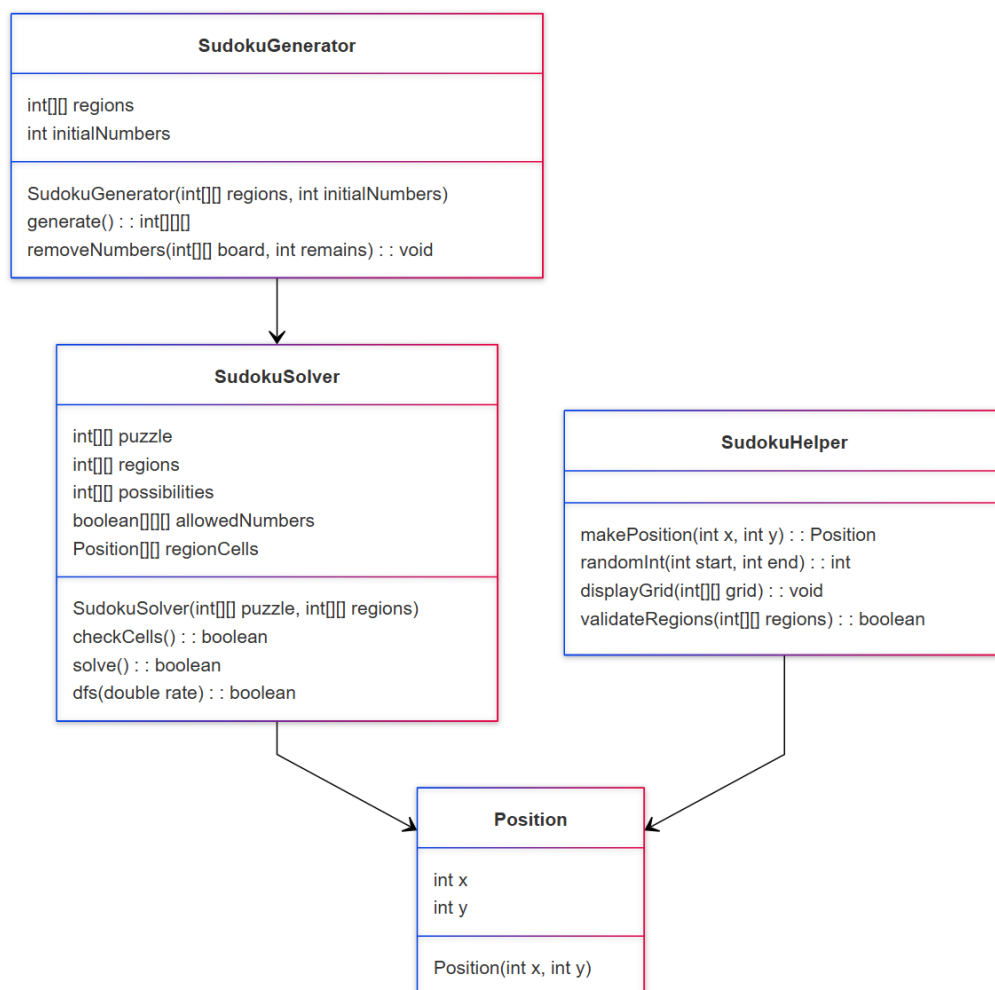 SudokuGenerator
int[][] regions
int initialNumbers
SudokuGenerator(int[][] regions, int initialNumbers)
generate() : : int[][][]
removeNumbers(int[][] board, int remains) : : void
SudokuSolver
int[][] puzzle
int[][] regions
int[][] possibilities
boolean[][][] allowedNumbers
Position[][] regionCells
SudokuSolver(int[][] puzzle, int[][] regions)
checkCells() : : boolean
solve() : : boolean
dfs(double rate) : : boolean
SudokuHelper
makePosition(int x, int y) : : Position
randomInt(int start, int end) : : int
displayGrid(int[][] grid) : : void
validateRegions(int[][] regions) : : boolean
Position
int x
int y
Position(int x, int y)